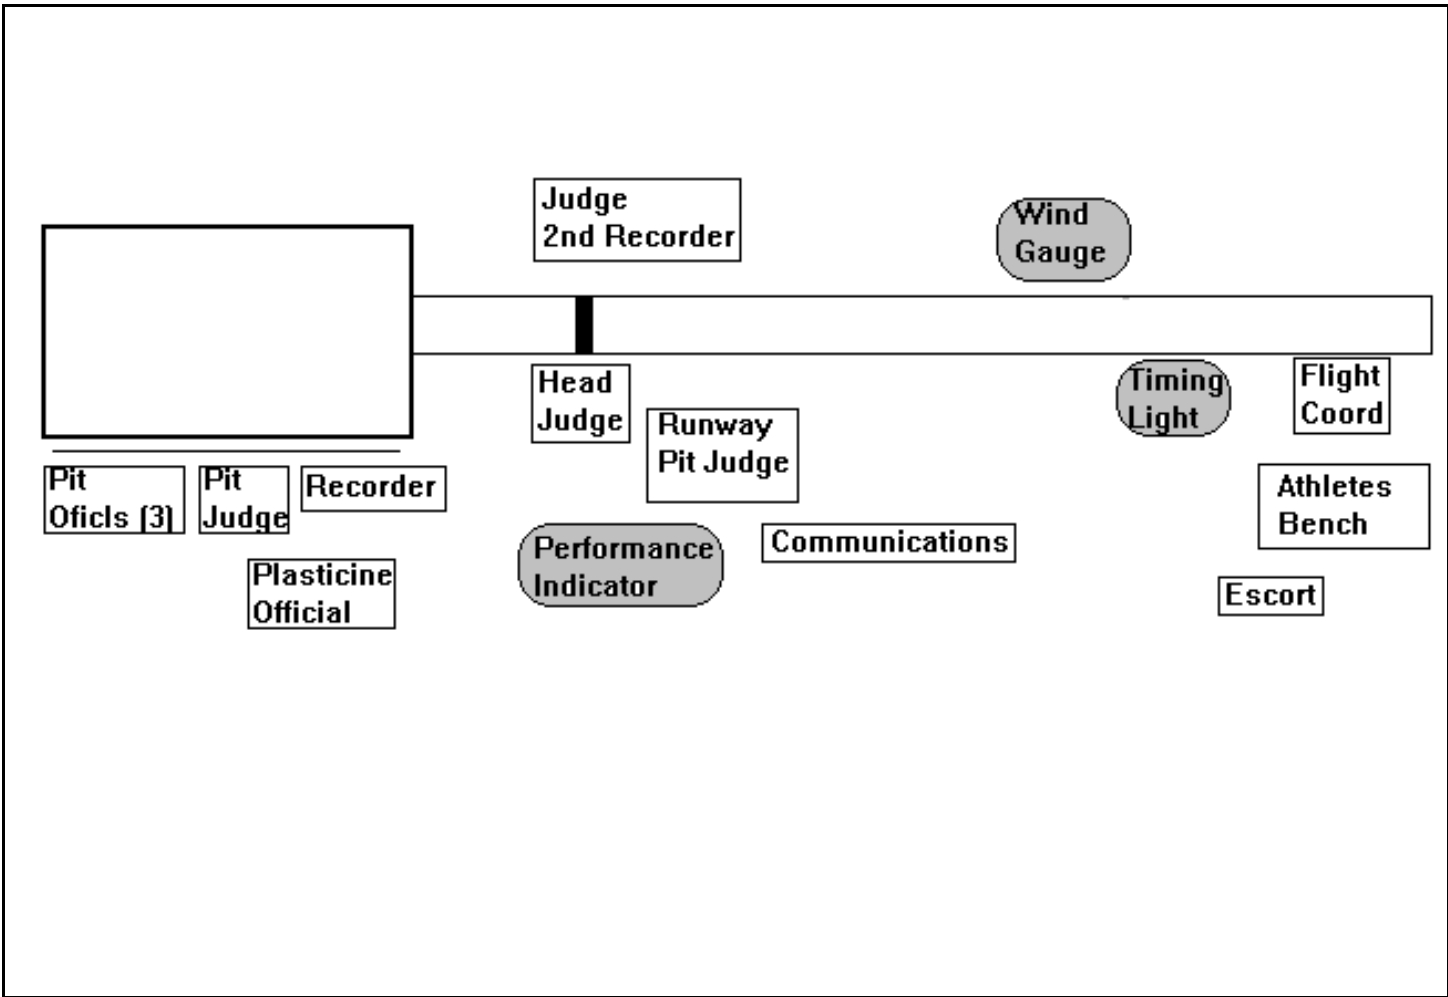 Judge
2nd Recorder
Wind
Gauge
Head
Judge
Runway
Pit Judge
Timing
Light
Flight
Coord
Pit
Oficls (3)
Pit
Judge
Recorder
Athletes
Bench
Performance
Indicator
Communications
Plasticine
Official
Escort